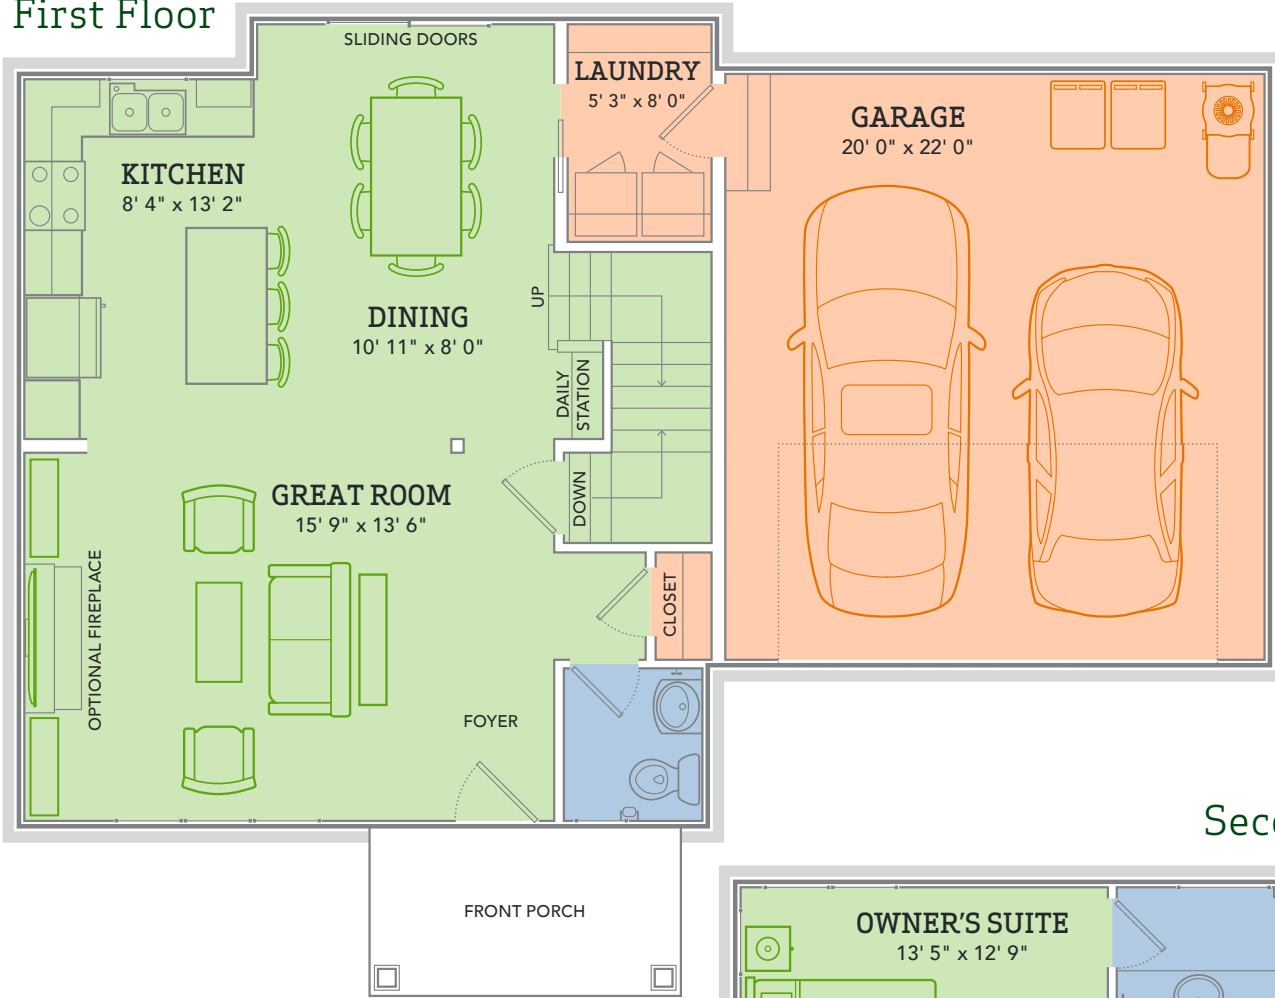 First Floor
SLIDING DOORS
LAUNDRY
5' 3" x 8' 0"
GARAGE
20' 0" x 22' 0"
KITCHEN
8' 4" x 13' 2"
UP
DINING
10' 11" x 8' 0"
DAILY
STATION
GREAT ROOM
15' 9" x 13' 6"
DOWN
OPTIONAL FIREPLACE
CLOSET
FOYER
FRONT PORCH
Seco
OWNER'S SUITE
13' 5" x 12' 9"